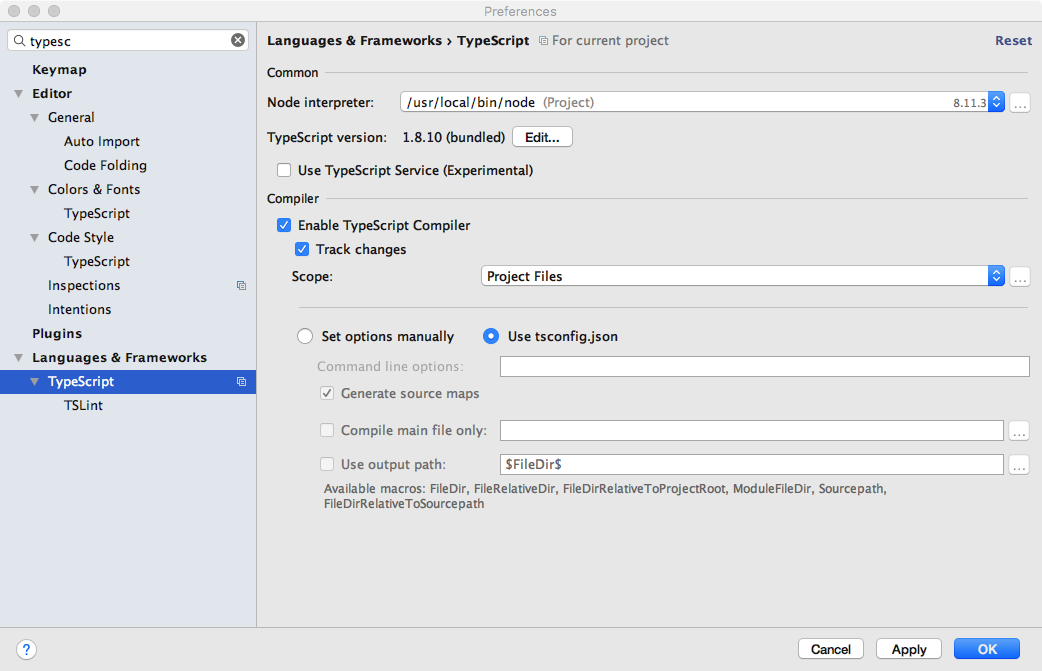 Preferences
typesc
Keymap
Editor
General
Auto Import
Code Folding
Colors & Fonts
TypeScript
Code Style
TypeScript
Inspections
Intentions
Plugins
Languages & Frameworks
TypeScript
TSLint
Languages & Frameworks › TypeScript For current project Reset
Common
Node interpreter: /usr/local/bin/node (Project) 8.11.3 ...
TypeScript version: 1.8.10 (bundled) Edit...
Use TypeScript Service (Experimental)
Compiler
Enable TypeScript Compiler
Track changes
Scope: Project Files ...
Set options manually Use tsconfig.json
Command line options:
Generate source maps
Compile main file only: ...
Use output path: $FileDir$ ...
Available macros: FileDir, FileRelativeDir, FileDirRelativeToProjectRoot, ModuleFileDir, Sourcepath,
FileDirRelativeToSourcepath
? Cancel Apply OK